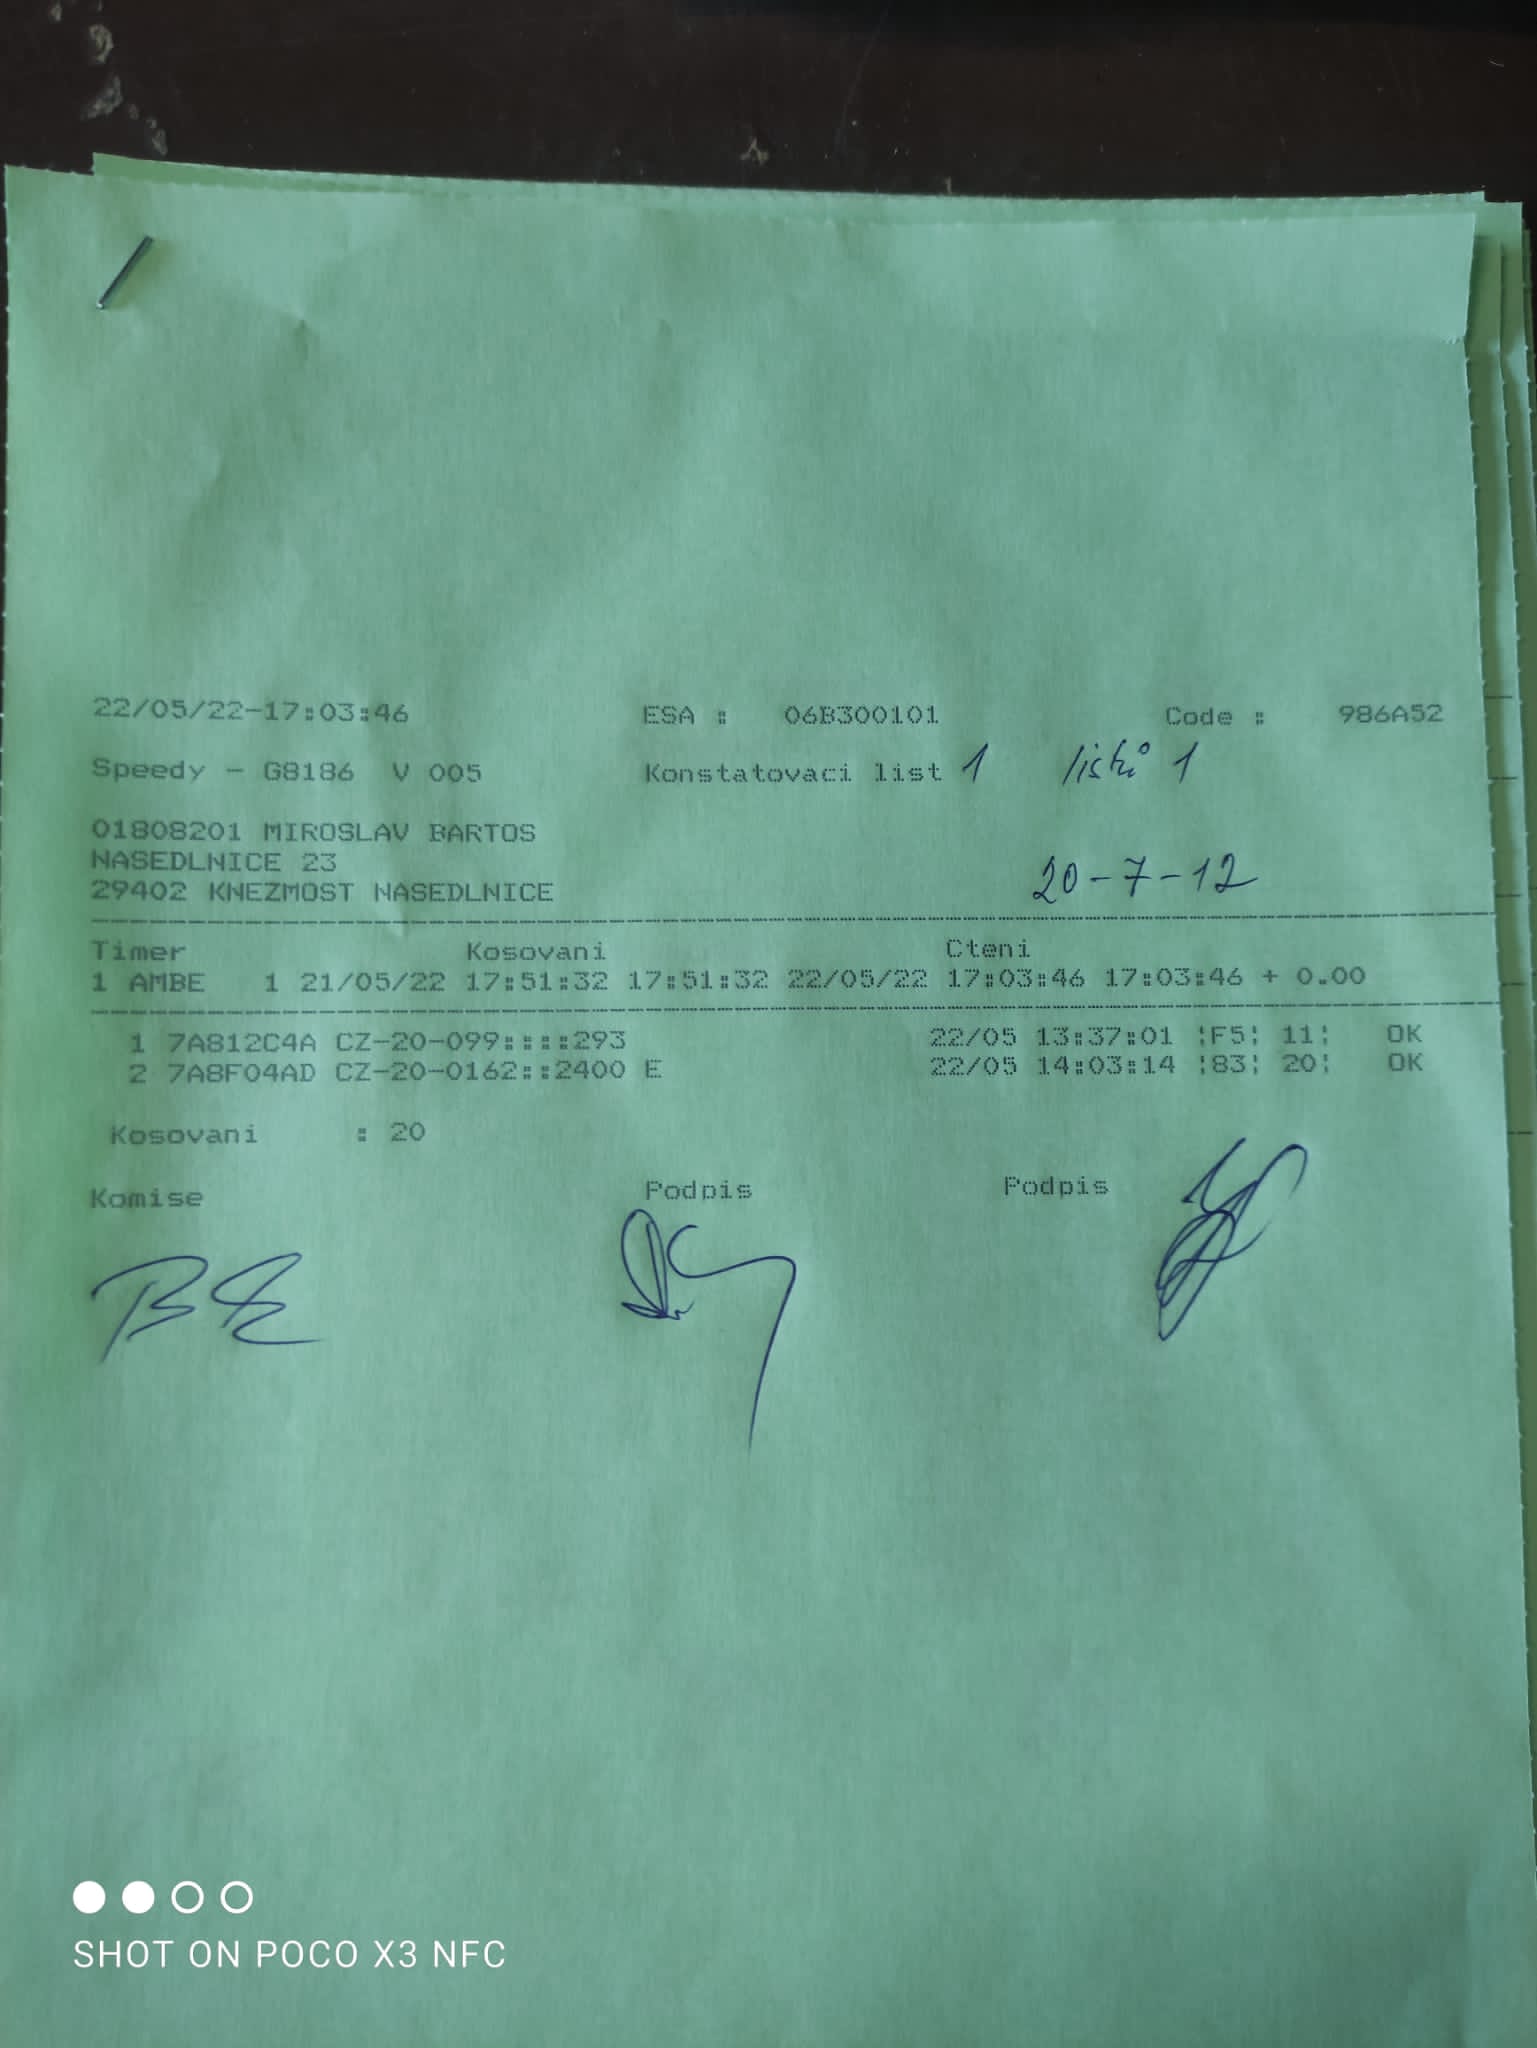 22/05/22-17:03:46 ESA : 06B300101 Code : 986A52
Speedy - G8186 V 005 Konstatovaci list 1 listů 1
01808201 MIROSLAV BARTOS
NASEDLNICE 23
29402 KNEZMOST NASEDLNICE 20-7-12
Timer Kosovani Cteni
1 AMBE 1 21/05/22 17:51:32 17:51:32 22/05/22 17:03:46 17:03:46 + 0.00
1 7A812C4A CZ-20-099::::293 22/05 13:37:01 ¦F5¦ 11¦ OK
2 7A8F04AD CZ-20-0162::2400 E 22/05 14:03:14 ¦83¦ 20¦ OK
Kosovani : 20
Komise Podpis Podpis
SHOT ON POCO X3 NFC